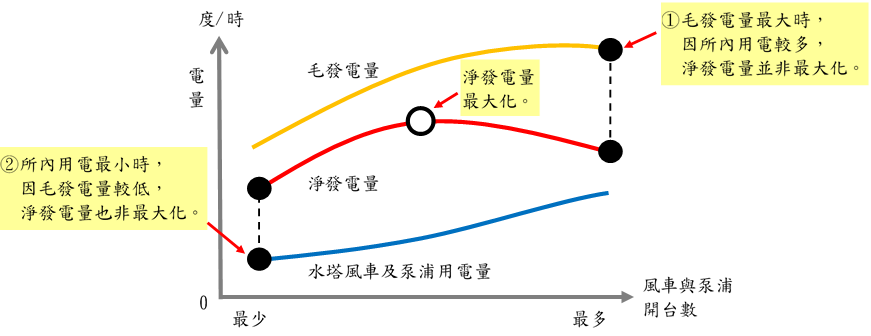 度/時
電
量
毛發電量
淨發電量
最大化。
①毛發電量最大時，
因所內用電較多，
淨發電量並非最大化。
②所內用電最小時，
因毛發電量較低，
淨發電量也非最大化。
淨發電量
水塔風車及泵浦用電量
0
最少
最多
風車與泵浦
開台數